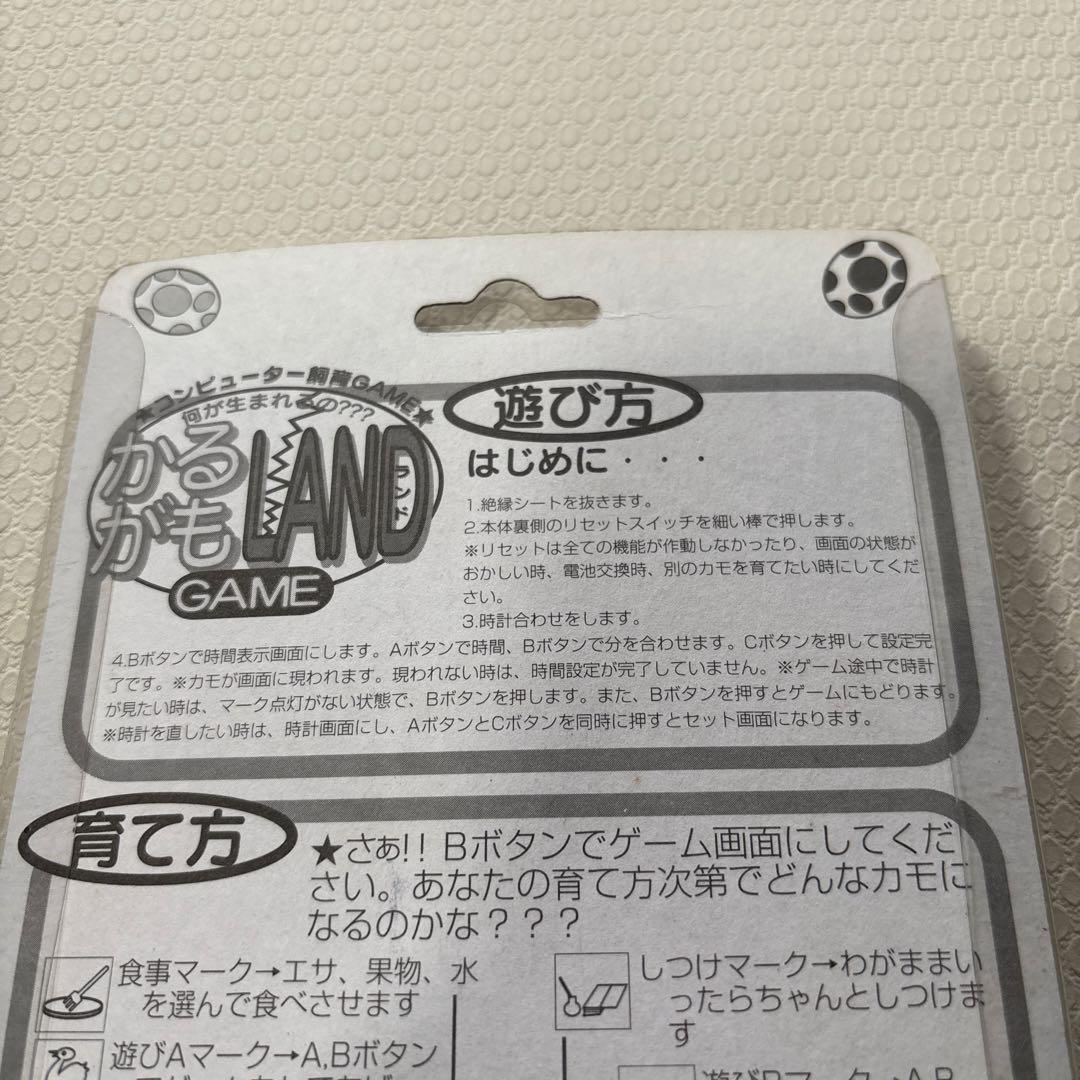 ★コンピューター飼育GAME★
何が生まれるの???
かるがもLAND
ランド
GAME
遊び方
はじめに・・・
1.絶縁シートを抜きます。
2.本体裏側のリセットスイッチを細い棒で押します。
※リセットは全ての機能が作動しなかったり、画面の状態が
おかしい時、電池交換時、別のカモを育てたい時にしてくだ
さい。
3.時計合わせをします。
4.Bボタンで時間表示画面にします。Aボタンで時間、Bボタンで分を合わせます。Cボタンを押して設定完
了です。※カモが画面に現われます。現われない時は、時間設定が完了していません。※ゲーム途中で時計
が見たい時は、マーク点灯がない状態で、Bボタンを押します。また、Bボタンを押すとゲームにもどります。
※時計を直したい時は、時計画面にし、AボタンとCボタンを同時に押すとセット画面になります。
育て方
★さぁ!! Bボタンでゲーム画面にしてくだ
さい。あなたの育て方次第でどんなカモに
なるのかな？？？
食事マーク→エサ、果物、水
を選んで食べさせます
しつけマーク→わがままい
ったらちゃんとしつけま
す
遊びAマーク→A,Bボタン
遊びBマーク→A,B